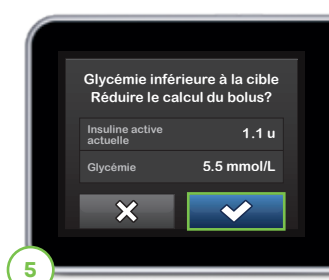 Glycémie inférieure à la cible
Réduire le calcul du bolus?
Insuline active
actuelle
1.1 u
Glycémie
5.5 mmol/L
5